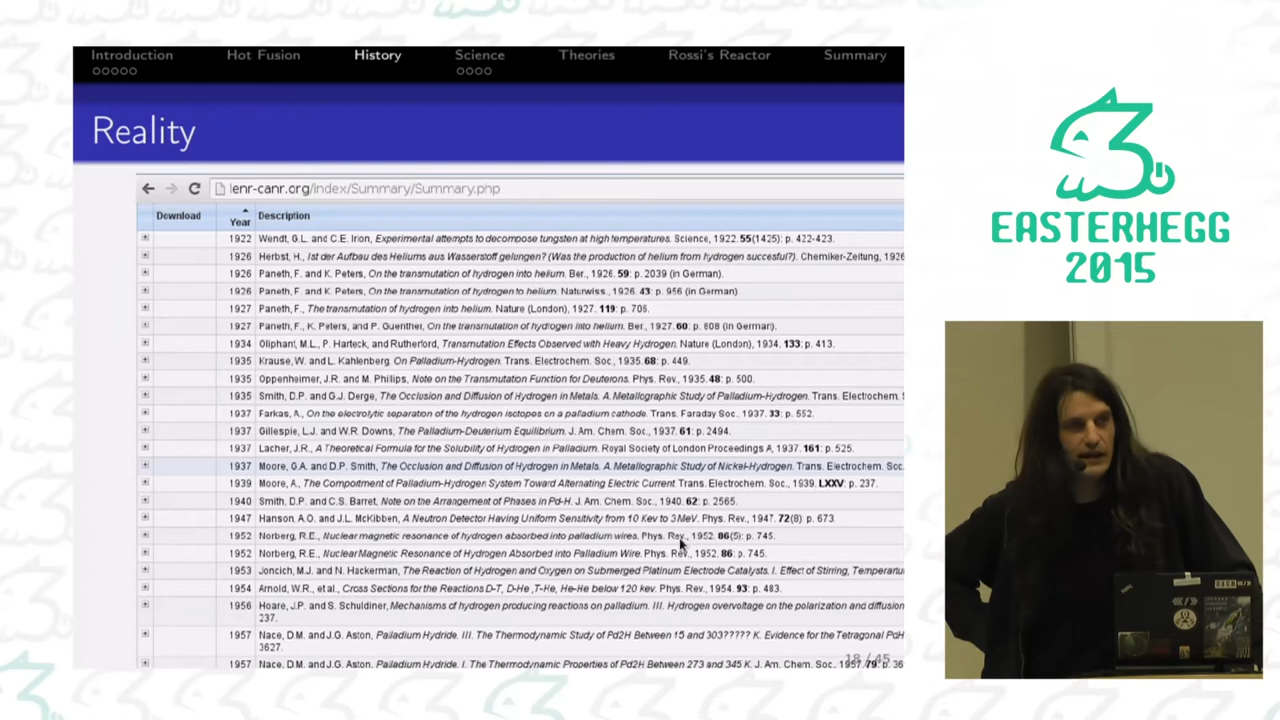 Introduction Hot Fusion History Science Theories Rossi's Reactor Summary
Reality
lenr-canr.org/index/Summary/Summary.php
Download Year Description
1922 Wendt, G.L. and C.E. Irion, Experimental attempts to decompose tungsten at high temperatures. Science, 1922. 55(1425): p. 422-423.
1926 Herbst, H., Ist der Aufbau des Heliums aus Wasserstoff gelungen? (Was the production of helium from hydrogen succesful?). Chemiker-Zeitung, 1926
1926 Paneth, F. and K. Peters, On the transmutation of hydrogen into helium. Ber., 1926. 59: p. 2039 (in German).
1926 Paneth, F. and K. Peters, On the transmutation of hydrogen to helium. Naturwiss., 1926. 43: p. 956 (in German).
1927 Paneth, F., The transmutation of hydrogen into helium. Nature (London), 1927. 119: p. 706.
1927 Paneth, F., K. Peters, and P. Guenther, On the transmutation of hydrogen into helium. Ber., 1927. 60: p. 808 (in German).
1934 Oliphant, M.L., P. Harteck, and Rutherford, Transmutation Effects Observed with Heavy Hydrogen. Nature (London), 1934. 133: p. 413.
1935 Krause, W. and L. Kahlenberg, On Palladium-Hydrogen. Trans. Electrochem. Soc., 1935. 68: p. 449.
1935 Oppenheimer, J.R. and M. Phillips, Note on the Transmutation Function for Deuterons. Phys. Rev., 1935. 48: p. 500.
1935 Smith, D.P. and G.J. Derge, The Occlusion and Diffusion of Hydrogen in Metals. A Metallographic Study of Palladium-Hydrogen. Trans. Electrochem.
1937 Farkas, A., On the electrolytic separation of the hydrogen isotopes on a palladium cathode. Trans. Faraday Soc., 1937. 33: p. 552.
1937 Gillespie, L.J. and W.R. Downs, The Palladium-Deuterium Equilibrium. J. Am. Chem. Soc., 1937. 61: p. 2494.
1937 Lacher, J.R., A Theoretical Formula for the Solubility of Hydrogen in Palladium. Royal Society of London Proceedings A, 1937. 161: p. 525.
1937 Moore, G.A. and D.P. Smith, The Occlusion and Diffusion of Hydrogen in Metals. A Metallographic Study of Nickel-Hydrogen. Trans. Electrochem. Soc.
1939 Moore, A., The Comportment of Palladium-Hydrogen System Toward Alternating Electric Current. Trans. Electrochem. Soc., 1939. LXXV: p. 237.
1940 Smith, D.P. and C.S. Barret, Note on the Arrangement of Phases in Pd-H. J. Am. Chem. Soc., 1940. 62: p. 2565.
1947 Hanson, A.O. and J.L. McKibben, A Neutron Detector Having Uniform Sensitivity from 10 Kev to 3MeV. Phys. Rev., 1947. 72(8): p. 673.
1952 Norberg, R.E., Nuclear magnetic resonance of hydrogen absorbed into palladium wires. Phys. Rev., 1952. 86(5): p. 745.
1952 Norberg, R.E., Nuclear Magnetic Resonance of Hydrogen Absorbed into Palladium Wire. Phys. Rev., 1952. 86: p. 745.
1953 Joncich, M.J. and N. Hackerman, The Reaction of Hydrogen and Oxygen on Submerged Platinum Electrode Catalysts. I. Effect of Stirring, Temperatu
1954 Arnold, W.R., et al., Cross Sections for the Reactions D-T, D-He ,T-He, He-He below 120 kev. Phys. Rev., 1954. 93: p. 483.
1956 Hoare, J.P. and S. Schuldiner, Mechanisms of hydrogen producing reactions on palladium. III. Hydrogen overvoltage on the polarization and diffusion
237.
1957 Nace, D.M. and J.G. Aston, Palladium Hydride. III. The Thermodynamic Study of Pd2H Between 15 and 303????? K. Evidence for the Tetragonal PdH
3627.
1957 Nace, D.M. and J.G. Aston, Palladium Hydride. I. The Thermodynamic Properties of Pd2H Between 273 and 345 K. J. Am. Chem. Soc., 1957. 79: p. 36
18 / 45
EASTERHEGG
2015